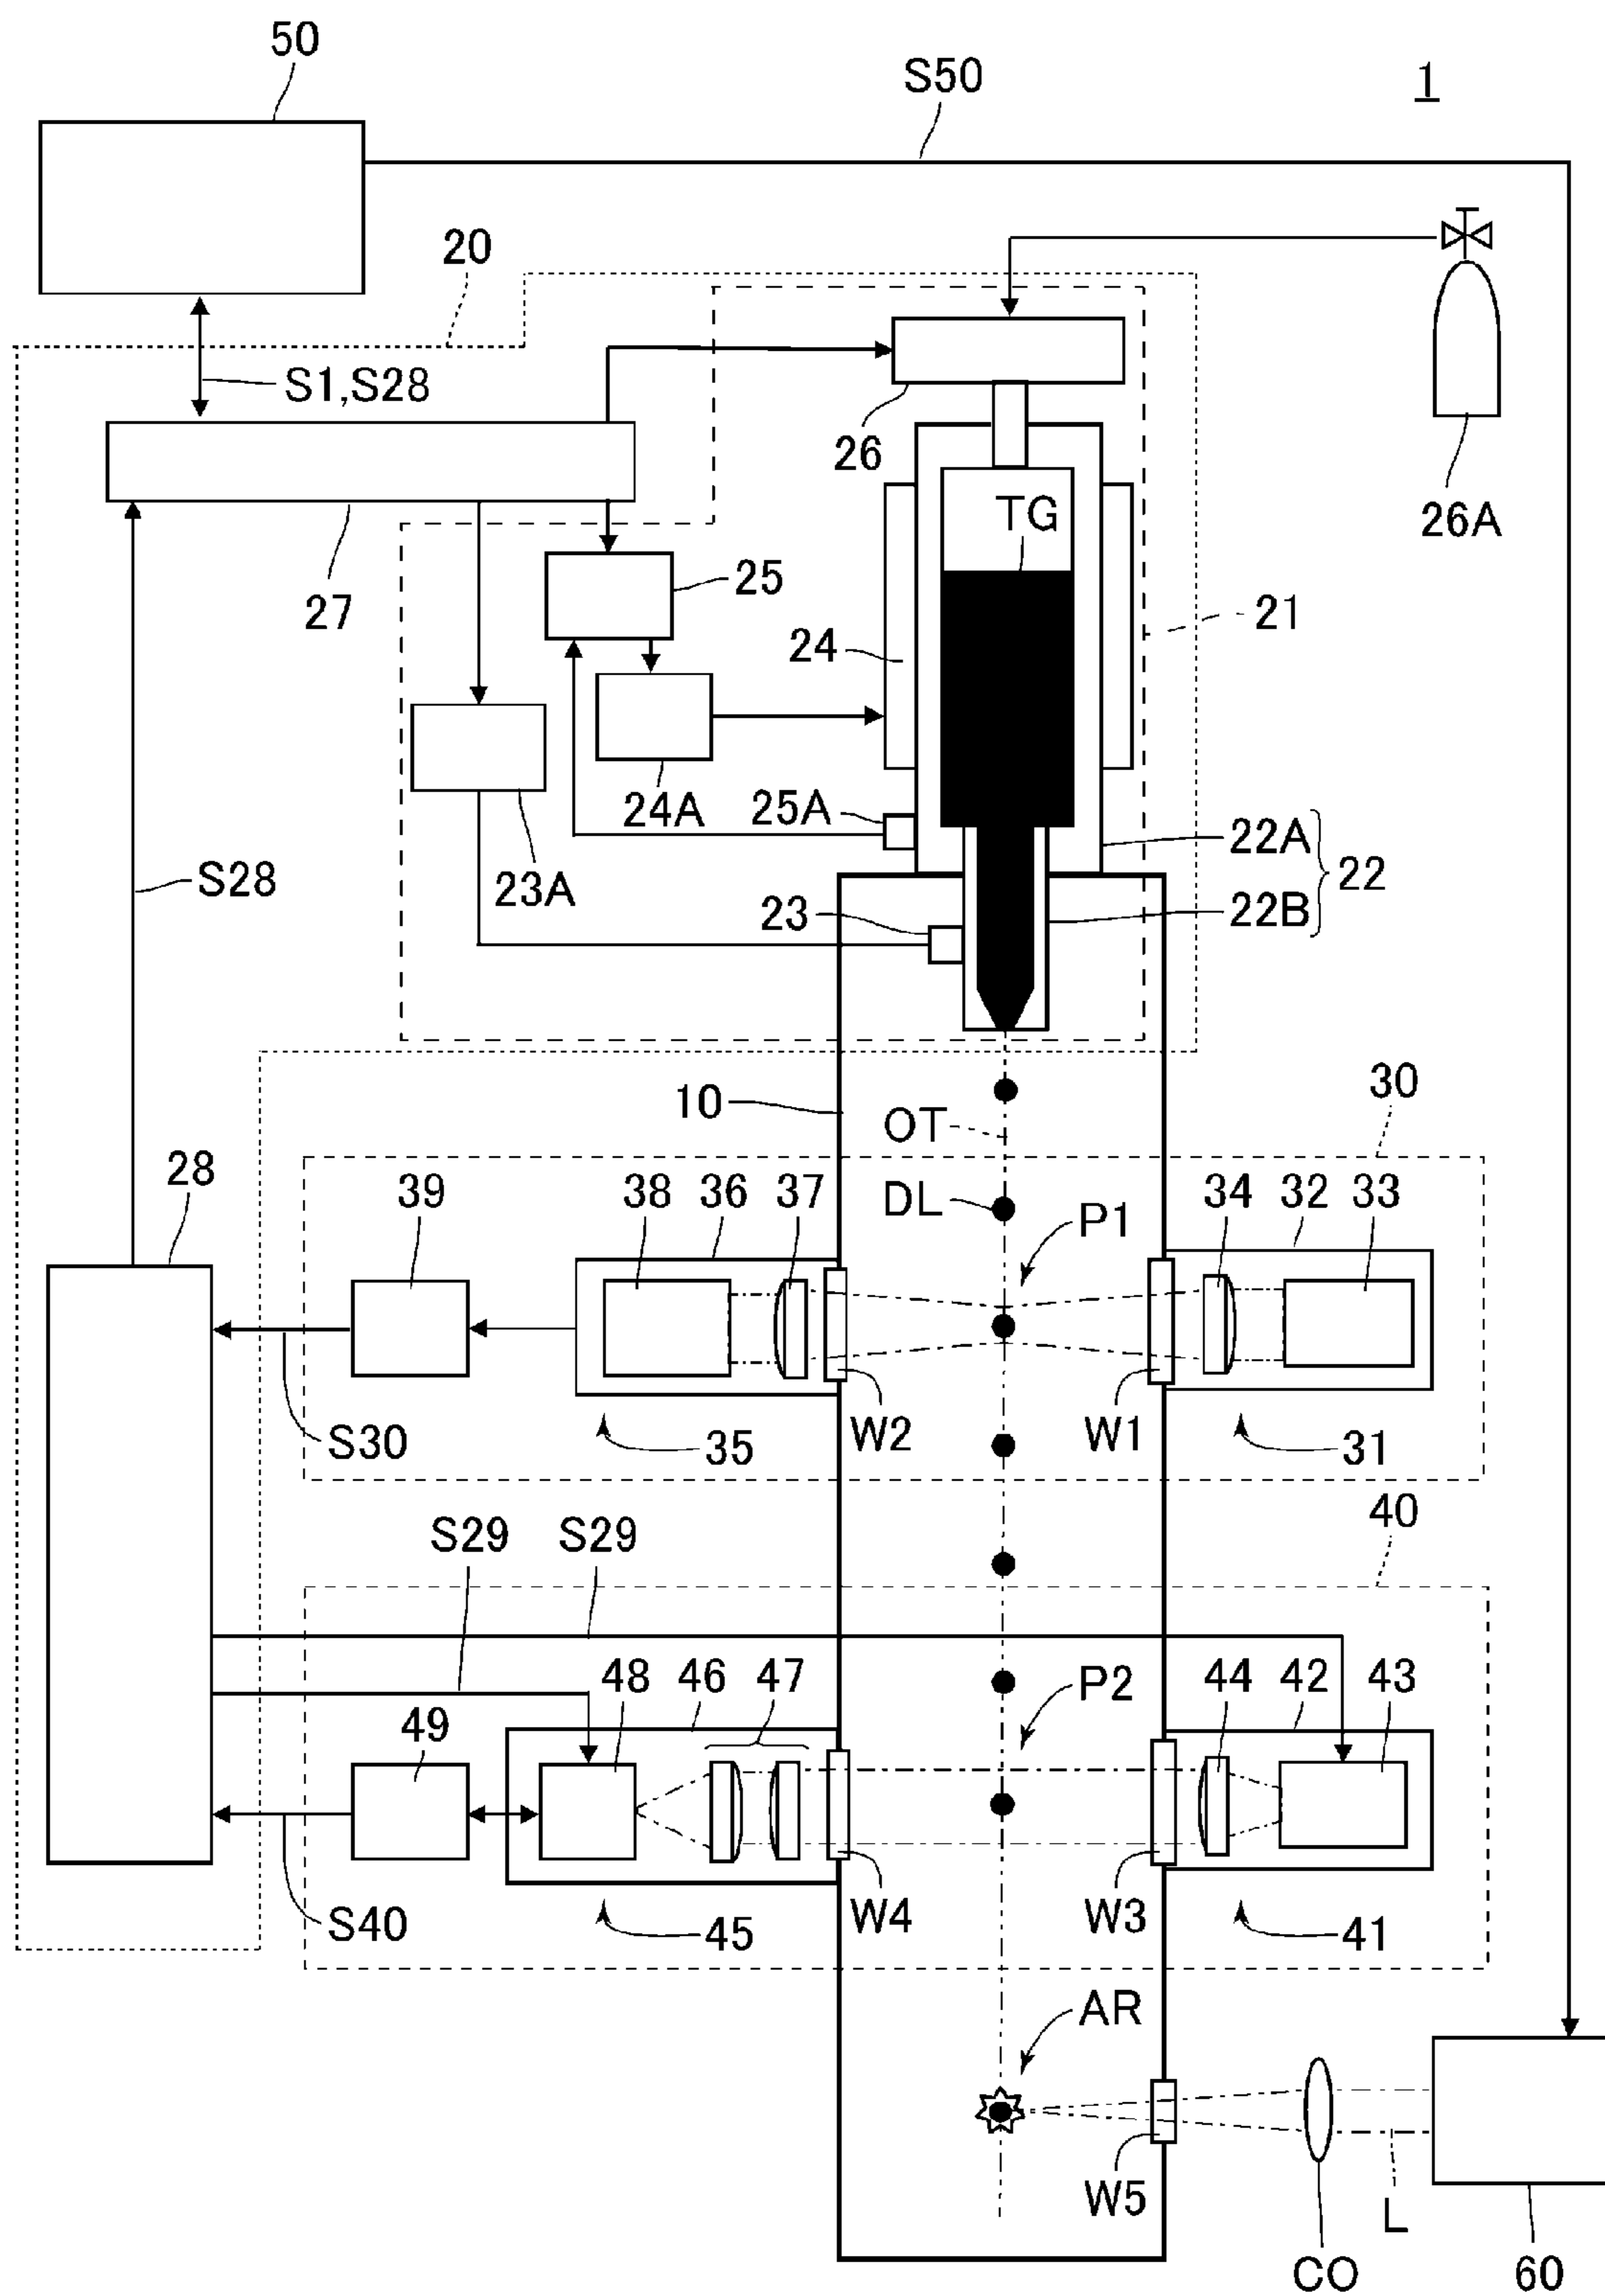 50
S50
1
20
S1,S28
26
26A
TG
25
27
21
24
24A
25A
22A
22
S28
23A
23
22B
30
10
OT
28
39
38
36
37
DL
P1
34
32
33
S30
35
W2
W1
31
S29
S29
40
48
46
47
P2
44
42
43
49
S40
45
W4
W3
41
AR
W5
L
CO
60